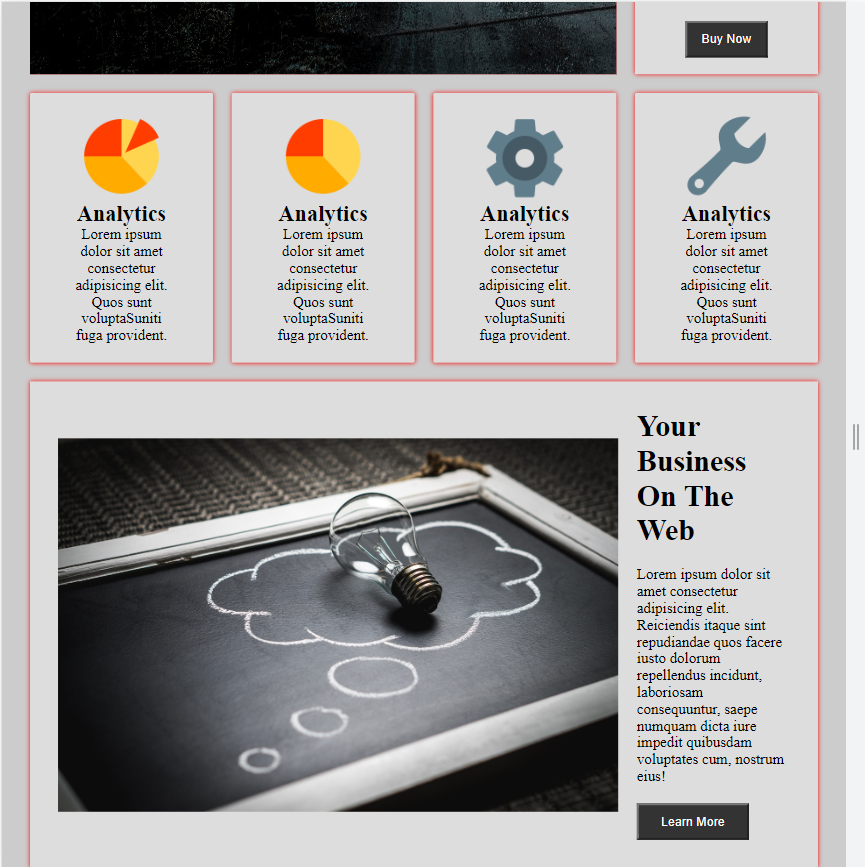 Buy Now
Analytics
Lorem ipsum
dolor sit amet
consectetur
adipisicing elit.
Quos sunt
voluptaSuniti
fuga provident.
Analytics
Lorem ipsum
dolor sit amet
consectetur
adipisicing elit.
Quos sunt
voluptaSuniti
fuga provident.
Analytics
Lorem ipsum
dolor sit amet
consectetur
adipisicing elit.
Quos sunt
voluptaSuniti
fuga provident.
Analytics
Lorem ipsum
dolor sit amet
consectetur
adipisicing elit.
Quos sunt
voluptaSuniti
fuga provident.
Your
Business
On The
Web
Lorem ipsum dolor sit
amet consectetur
adipisicing elit.
Reiciendis itaque sint
repudiandae quos facere
iusto dolorum
repellendus incidunt,
laboriosam
consequuntur, saepe
numquam dicta iure
impedit quibusdam
voluptates cum, nostrum
eius!
Learn More